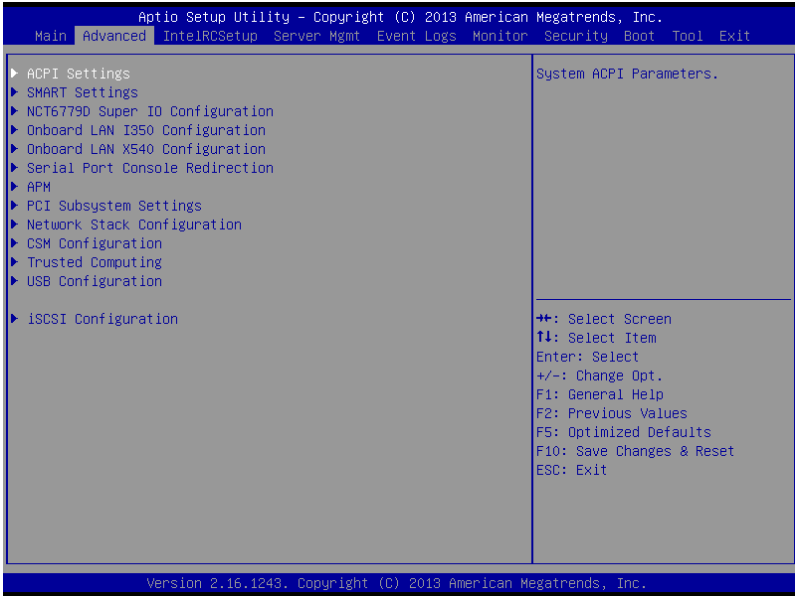 Aptio Setup Utility – Copyright (C) 2013 American Megatrends, Inc.
Main Advanced IntelRCSetup Server Mgmt Event Logs Monitor Security Boot Tool Exit
ACPI Settings
SMART Settings
NCT6779D Super IO Configuration
Onboard LAN I350 Configuration
Onboard LAN X540 Configuration
Serial Port Console Redirection
APM
PCI Subsystem Settings
Network Stack Configuration
CSM Configuration
Trusted Computing
USB Configuration
iSCSI Configuration
System ACPI Parameters.
→←: Select Screen
↑↓: Select Item
Enter: Select
+/-: Change Opt.
F1: General Help
F2: Previous Values
F5: Optimized Defaults
F10: Save Changes & Reset
ESC: Exit
Version 2.16.1243. Copyright (C) 2013 American Megatrends, Inc.